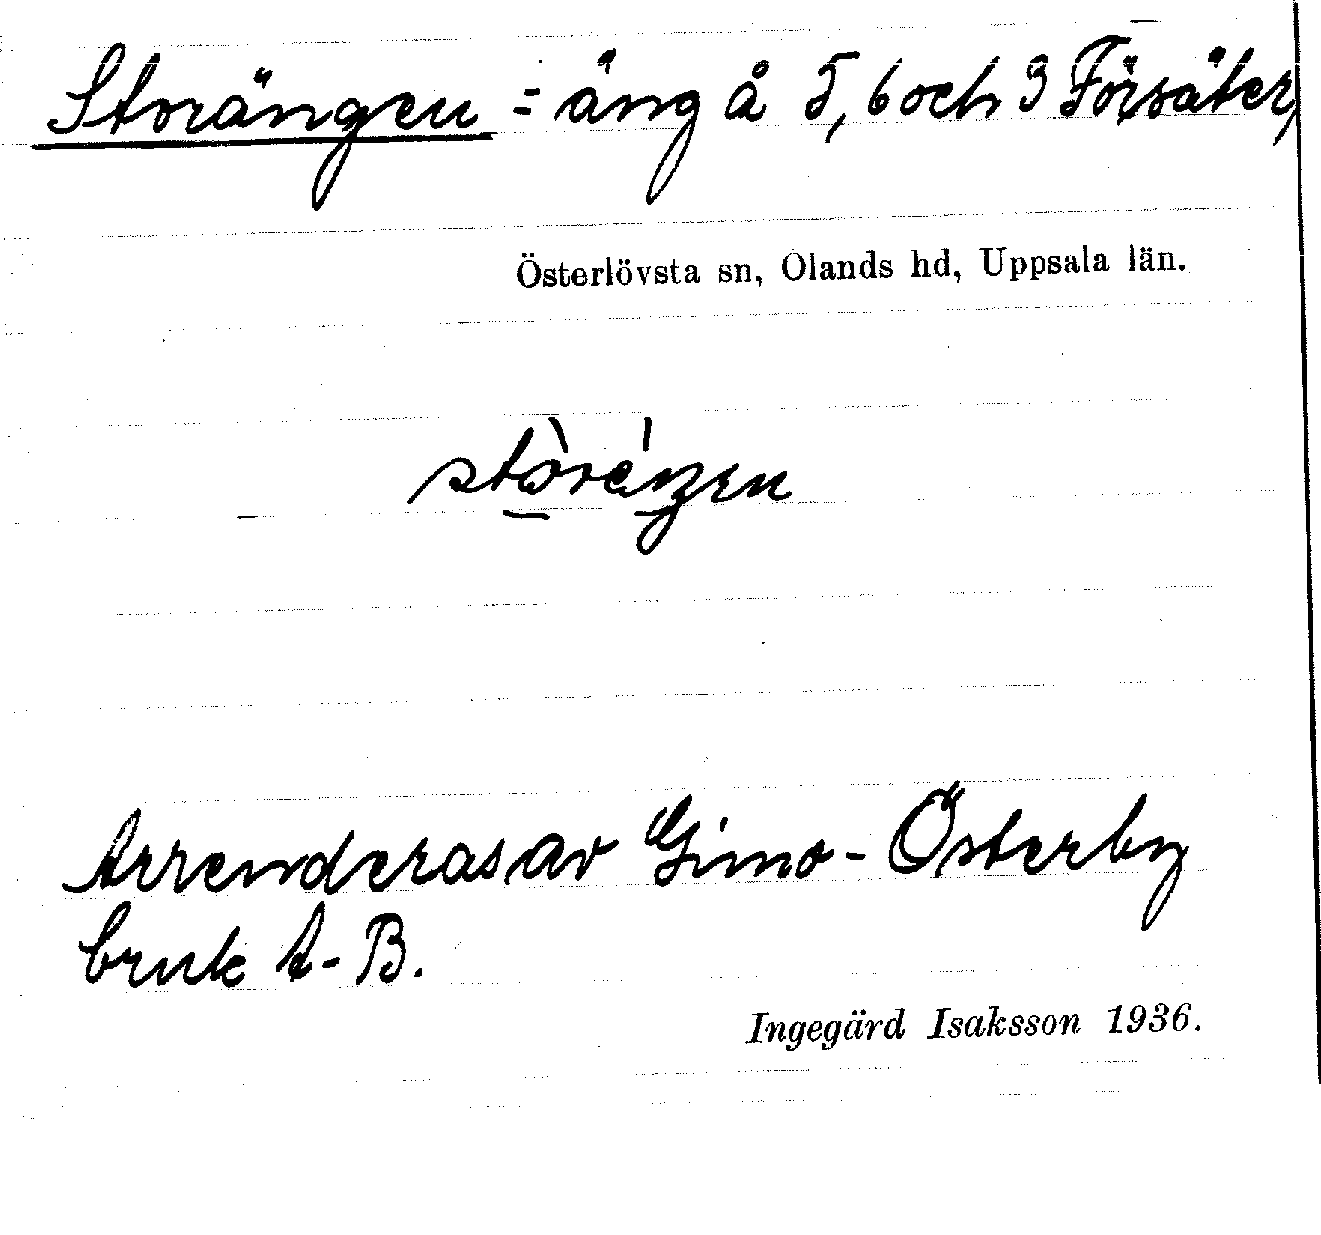 Storängen = äng å 5, 6 och 3 Försäter,
Österlövsta sn, Olands hd, Uppsala län.
Arrenderas av Gimo-Österby
bruk A-B.
Ingegärd Isaksson 1936.